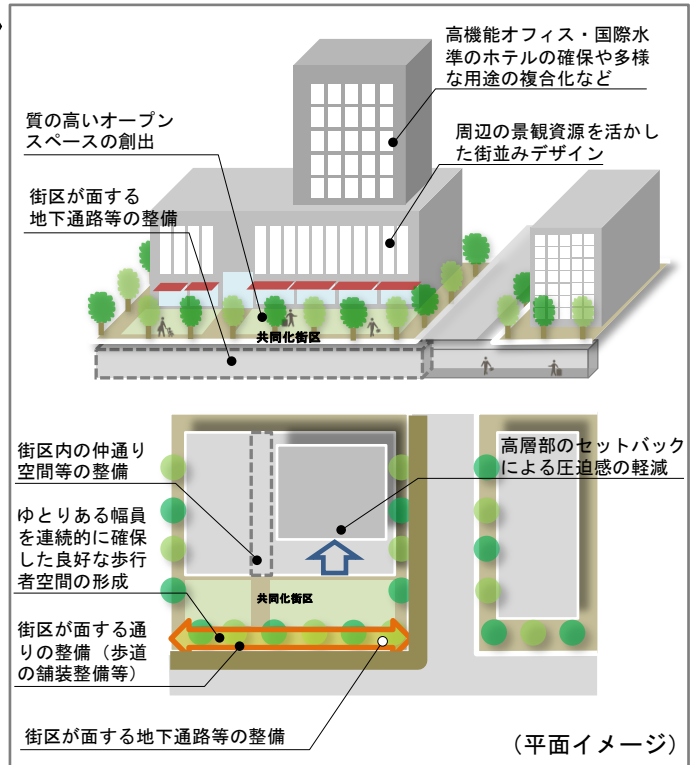 高機能オフィス・国際水
準のホテルの確保や多様
な用途の複合化など
質の高いオープン
スペースの創出
周辺の景観資源を活かし
た街並みデザイン
街区が面する
地下通路等の整備
共同化街区
街区内の仲通り
空間等の整備
高層部のセットバック
による圧迫感の軽減
ゆとりある幅員
を連続的に確保
した良好な歩行
者空間の形成
共同化街区
街区が面する通
りの整備（歩道
の舗装整備等）
街区が面する地下通路等の整備
（平面イメージ）